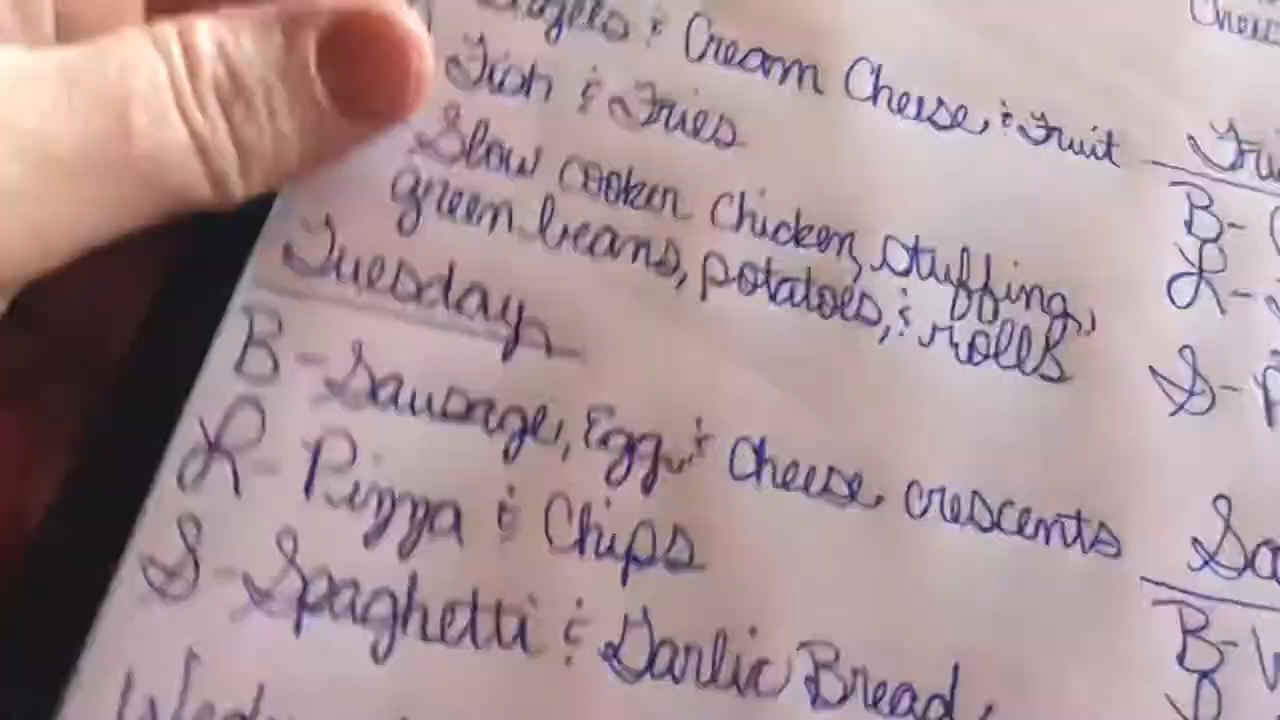 Bagels & Cream Cheese, & Fruit
Fish & Fries
Slow cooker chicken, stuffing,
green beans, potatoes, & rolls
Tuesday
B- Sausage, Egg, & Cheese crescents
L- Pizza & Chips
S- Spaghetti & Garlic Bread
B-
L-
S-
B-